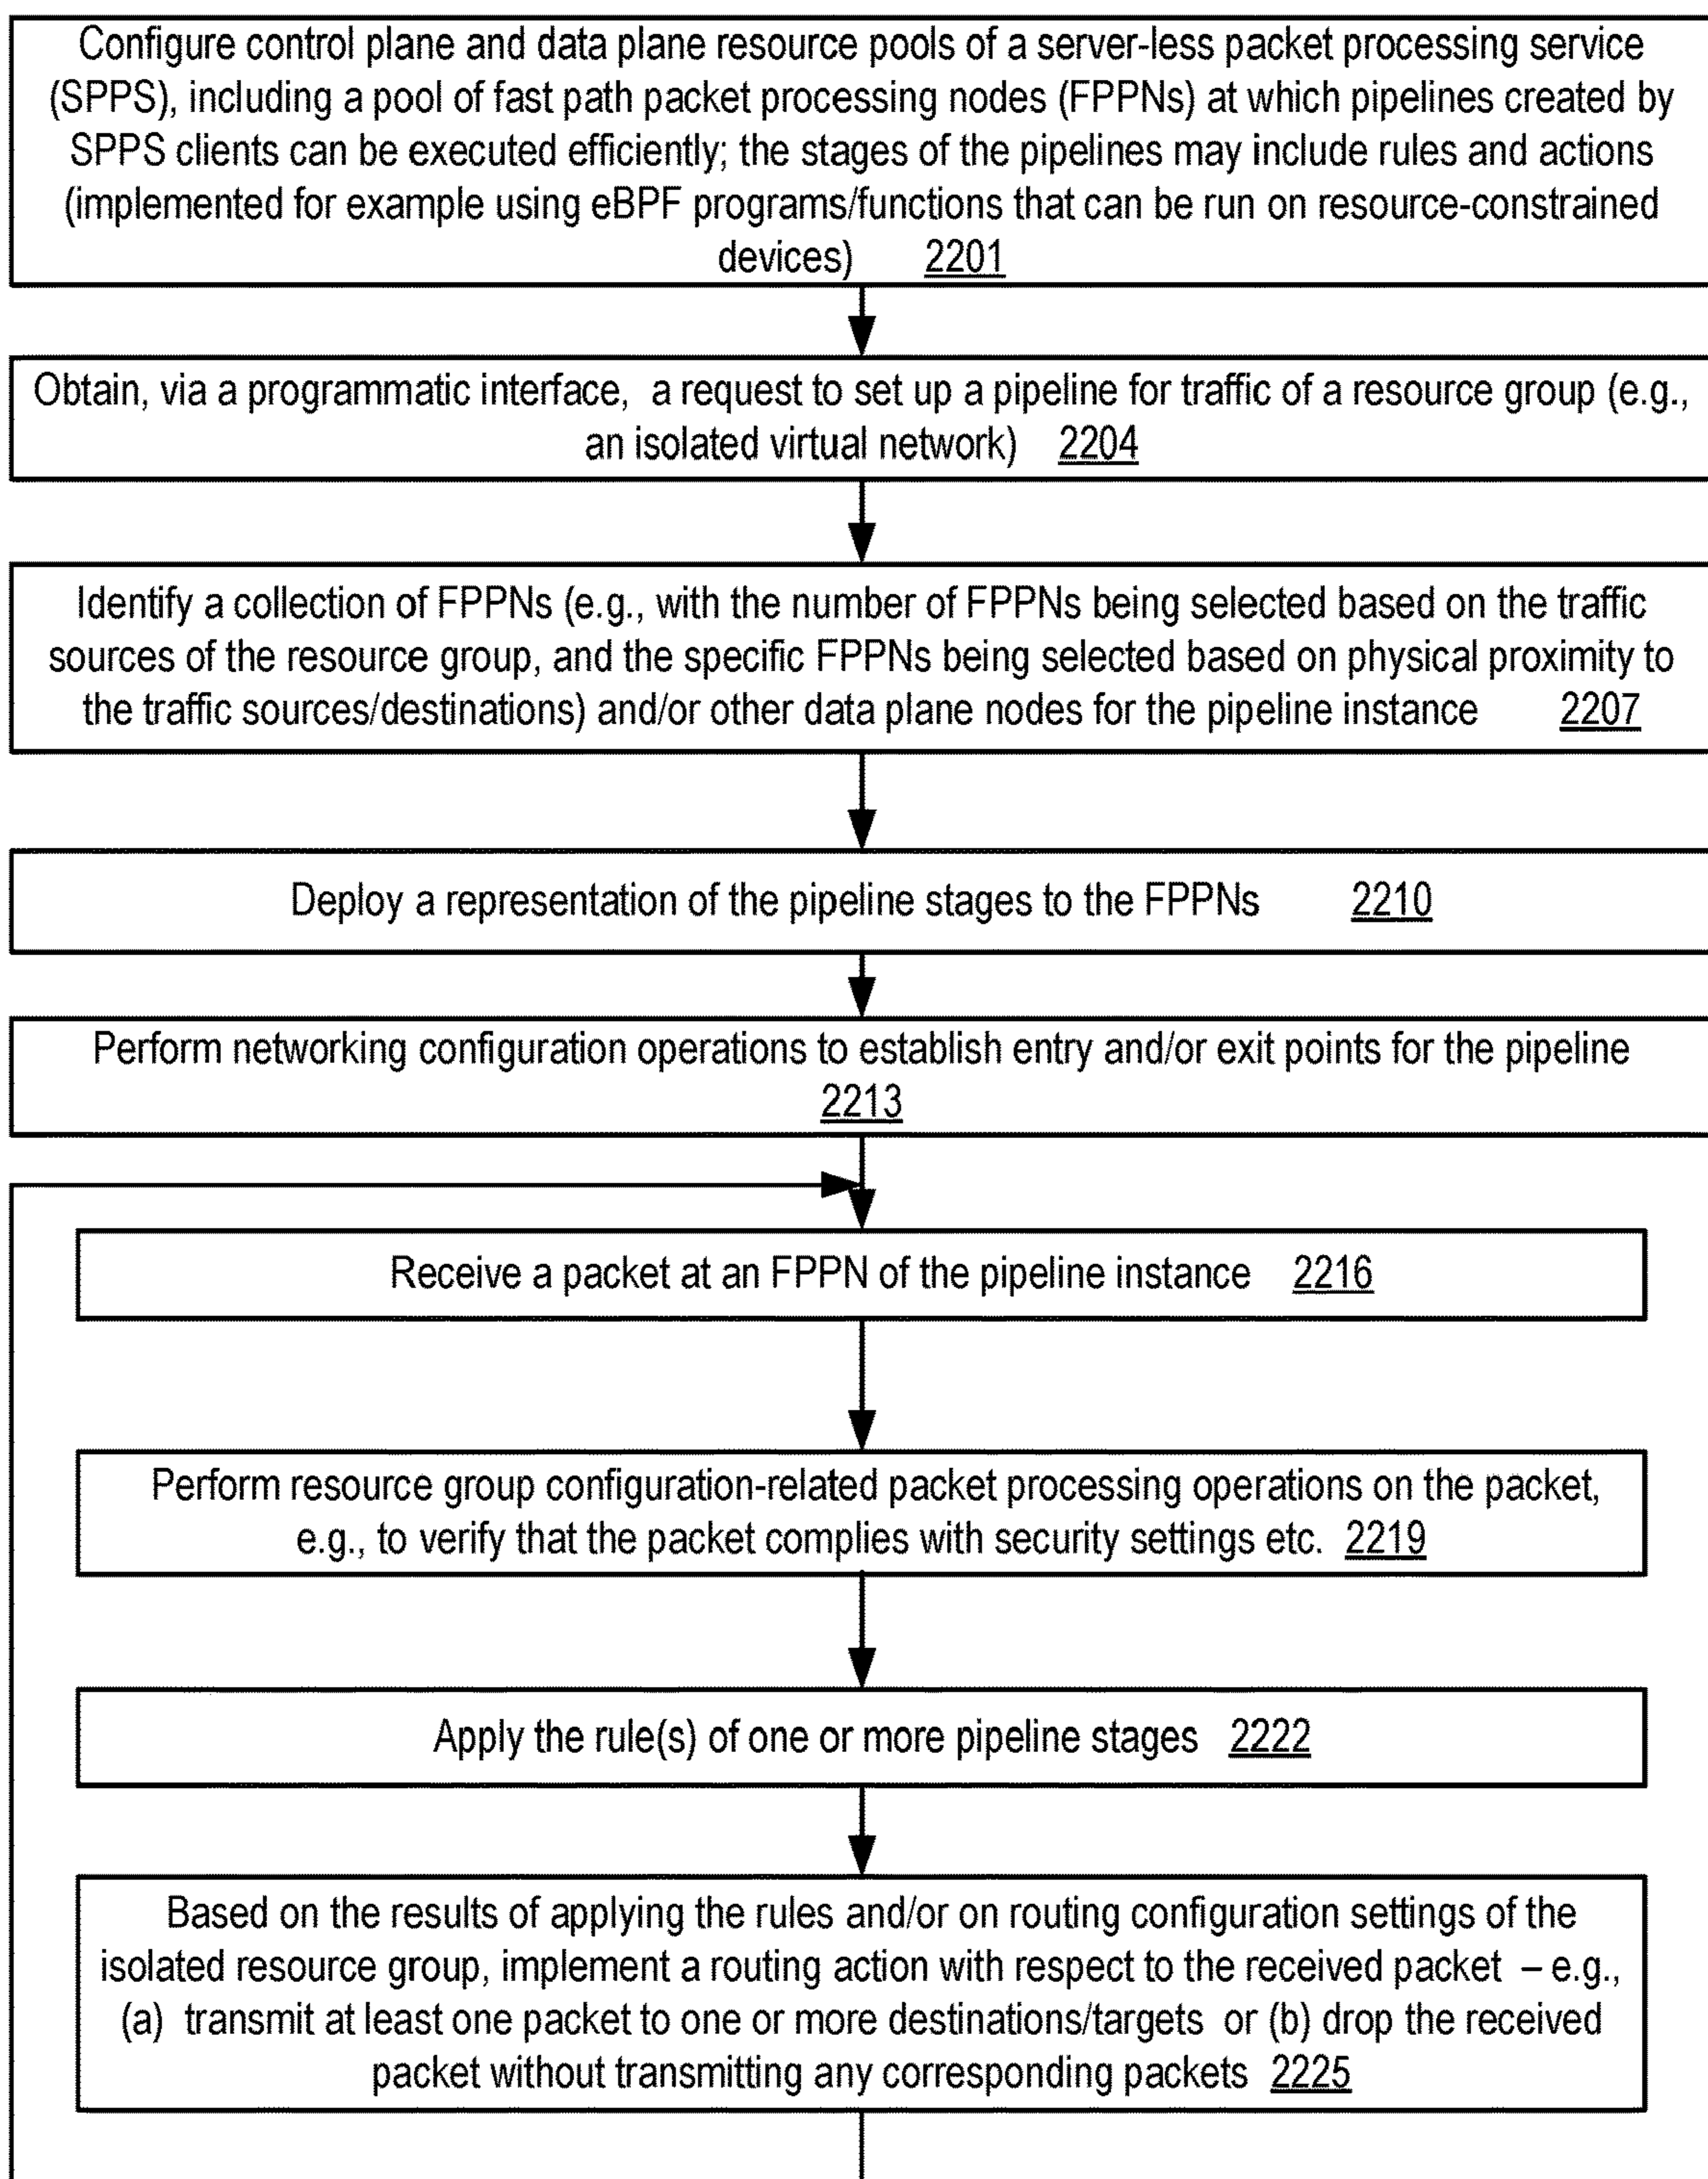 Configure control plane and data plane resource pools of a server-less packet processing service
(SPPS), including a pool of fast path packet processing nodes (FPPNs) at which pipelines created by
SPPS clients can be executed efficiently; the stages of the pipelines may include rules and actions
(implemented for example using eBPF programs/functions that can be run on resource-constrained
devices) 2201
Obtain, via a programmatic interface, a request to set up a pipeline for traffic of a resource group (e.g.,
an isolated virtual network) 2204
Identify a collection of FPPNs (e.g., with the number of FPPNs being selected based on the traffic
sources of the resource group, and the specific FPPNs being selected based on physical proximity to
the traffic sources/destinations) and/or other data plane nodes for the pipeline instance 2207
Deploy a representation of the pipeline stages to the FPPNs 2210
Perform networking configuration operations to establish entry and/or exit points for the pipeline
2213
Receive a packet at an FPPN of the pipeline instance 2216
Perform resource group configuration-related packet processing operations on the packet,
e.g., to verify that the packet complies with security settings etc. 2219
Apply the rule(s) of one or more pipeline stages 2222
Based on the results of applying the rules and/or on routing configuration settings of the
isolated resource group, implement a routing action with respect to the received packet – e.g.,
(a) transmit at least one packet to one or more destinations/targets or (b) drop the received
packet without transmitting any corresponding packets 2225